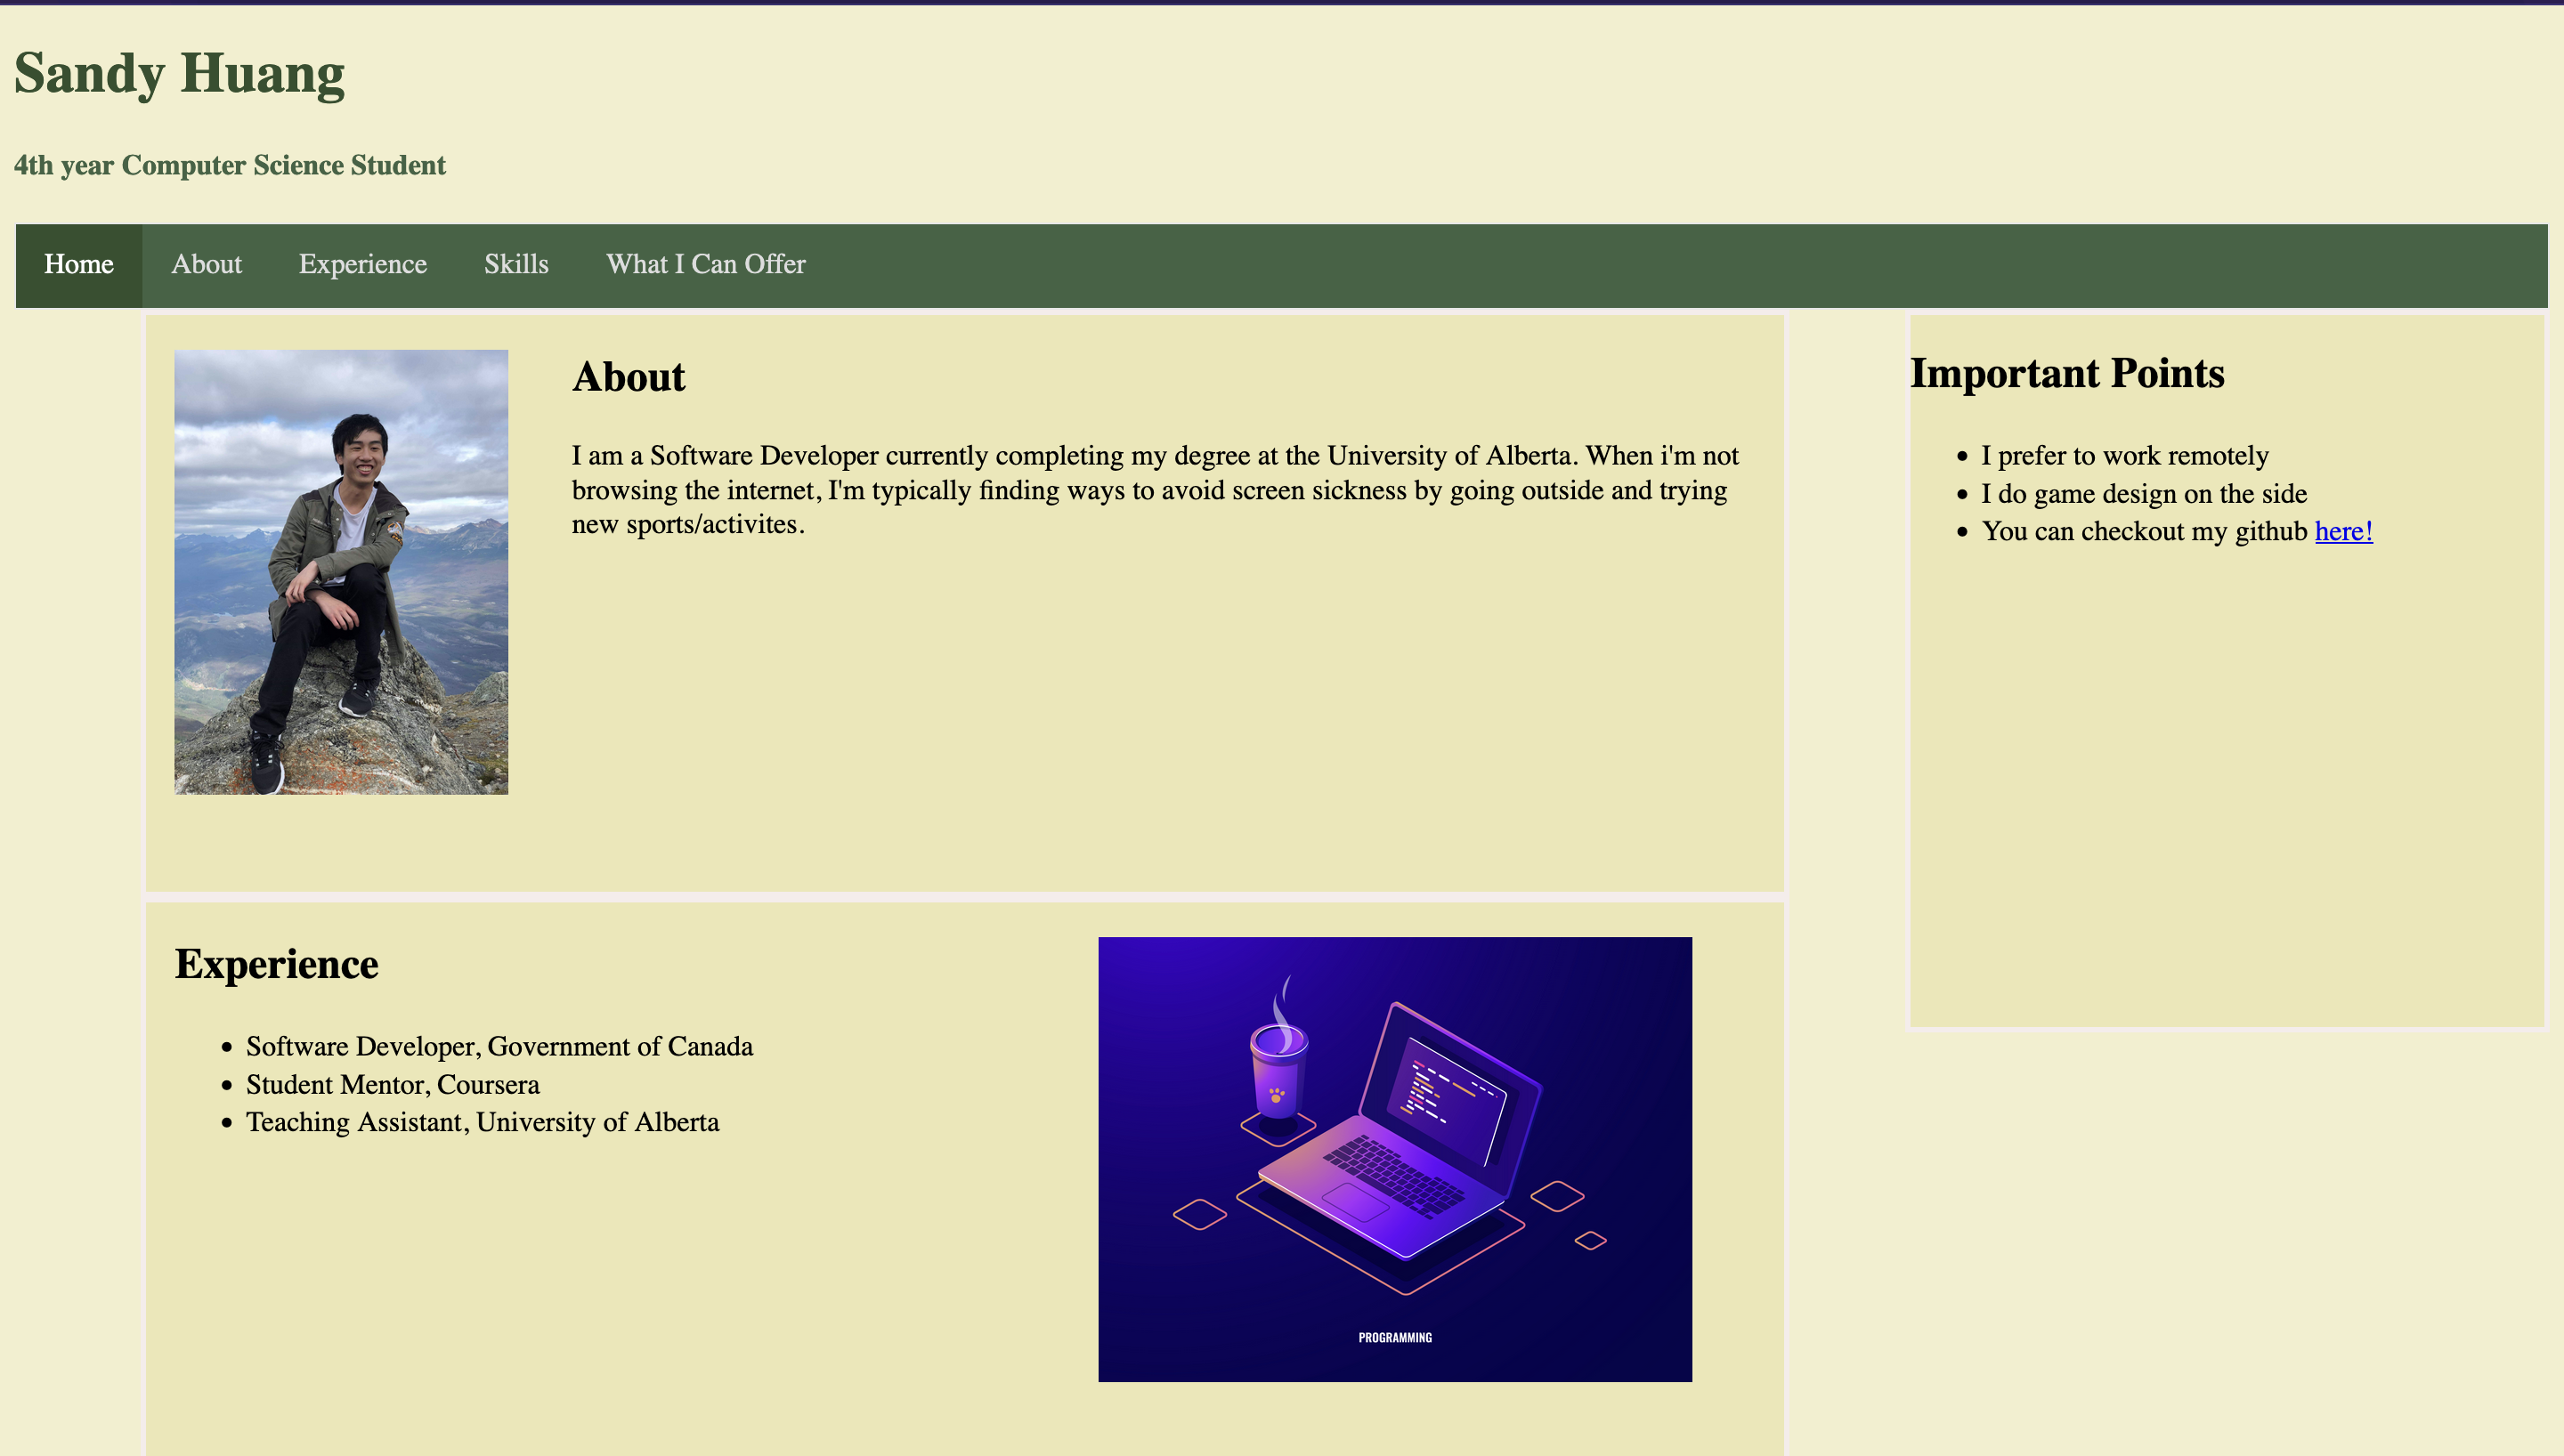 Sandy Huang
4th year Computer Science Student
Home
About
Experience
Skills
What I Can Offer
About
I am a Software Developer currently completing my degree at the University of Alberta. When i'm not
browsing the internet, I'm typically finding ways to avoid screen sickness by going outside and trying
new sports/activites.
Important Points
I prefer to work remotely
I do game design on the side
You can checkout my github here!
Experience
Software Developer, Government of Canada
Student Mentor, Coursera
Teaching Assistant, University of Alberta
PROGRAMMING